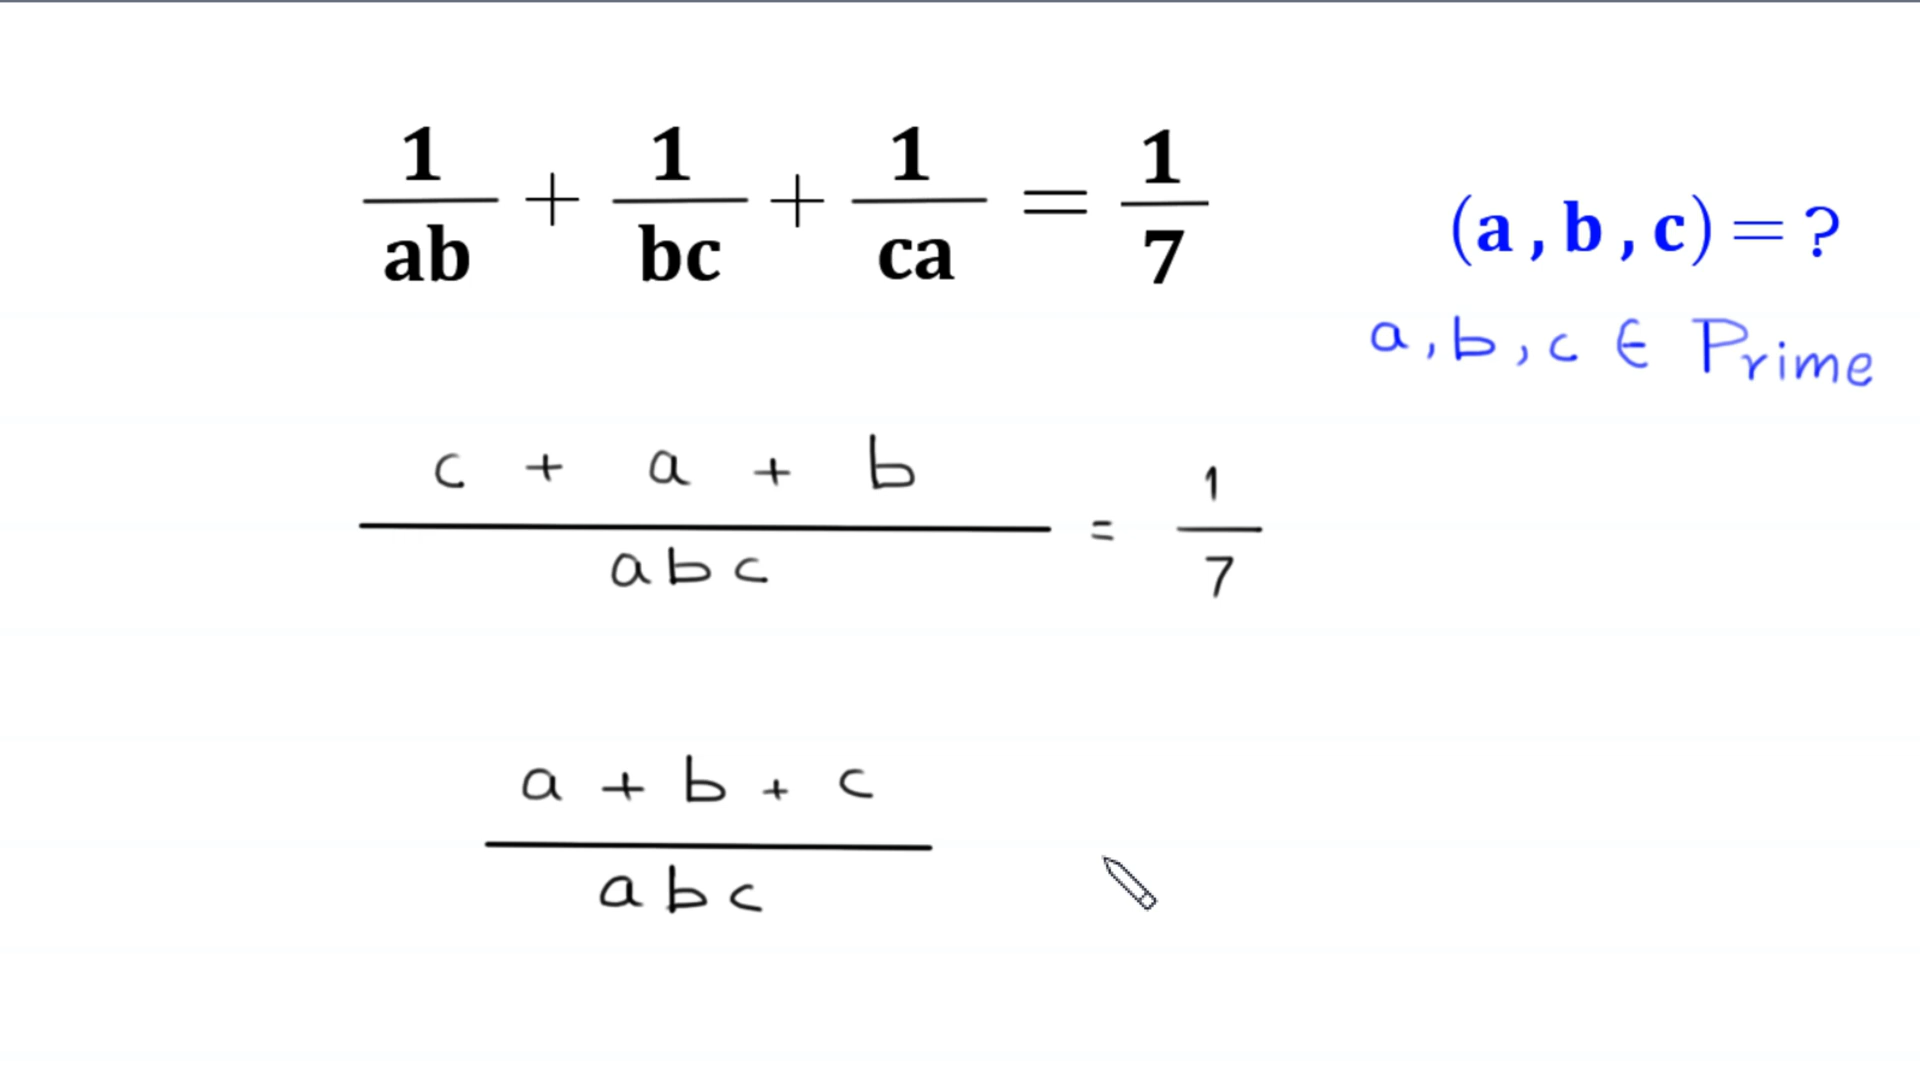 1/ab + 1/bc + 1/ca = 1/7
(a , b , c) = ?
a , b , c ∈ Prime
c + a + b / abc = 1/7
a + b + c / abc